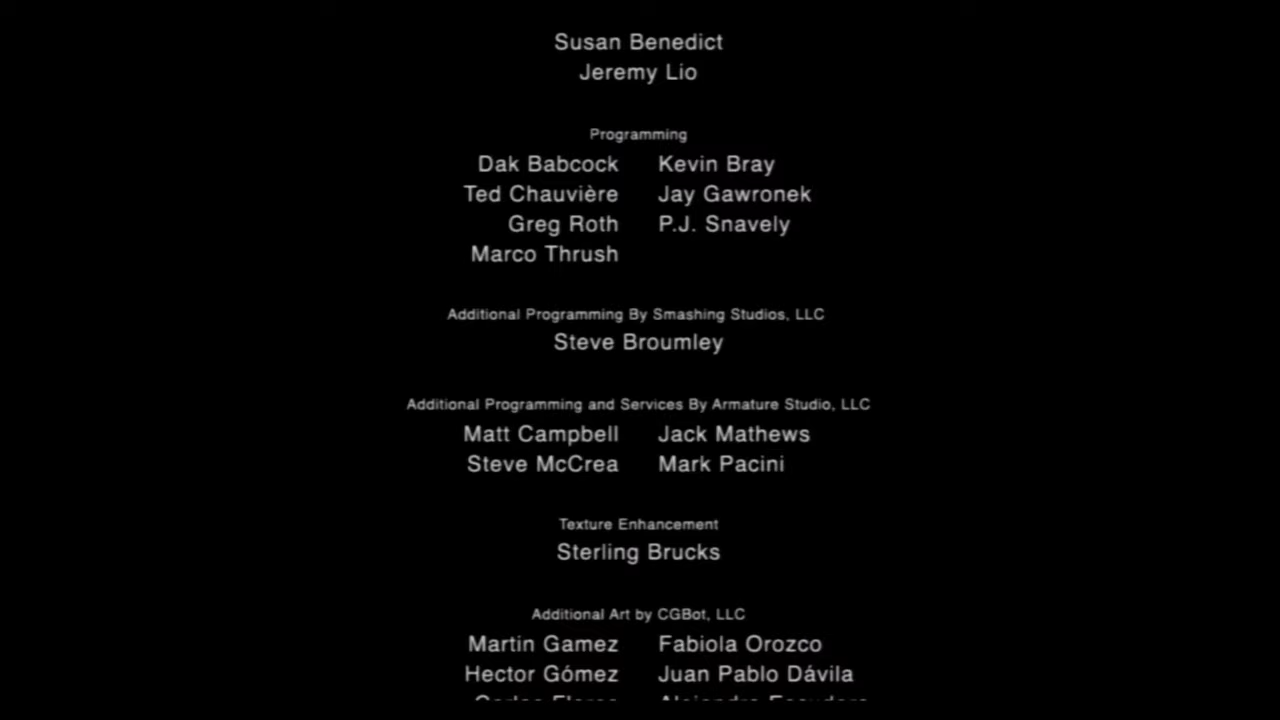 Susan Benedict
Jeremy Lio
Programming
Dak Babcock Kevin Bray
Ted Chauvière Jay Gawronek
Greg Roth P.J. Snavely
Marco Thrush
Additional Programming By Smashing Studios, LLC
Steve Broumley
Additional Programming and Services By Armature Studio, LLC
Matt Campbell Jack Mathews
Steve McCrea Mark Pacini
Texture Enhancement
Sterling Brucks
Additional Art by CGBot, LLC
Martin Gamez Fabiola Orozco
Hector Gómez Juan Pablo Dávila